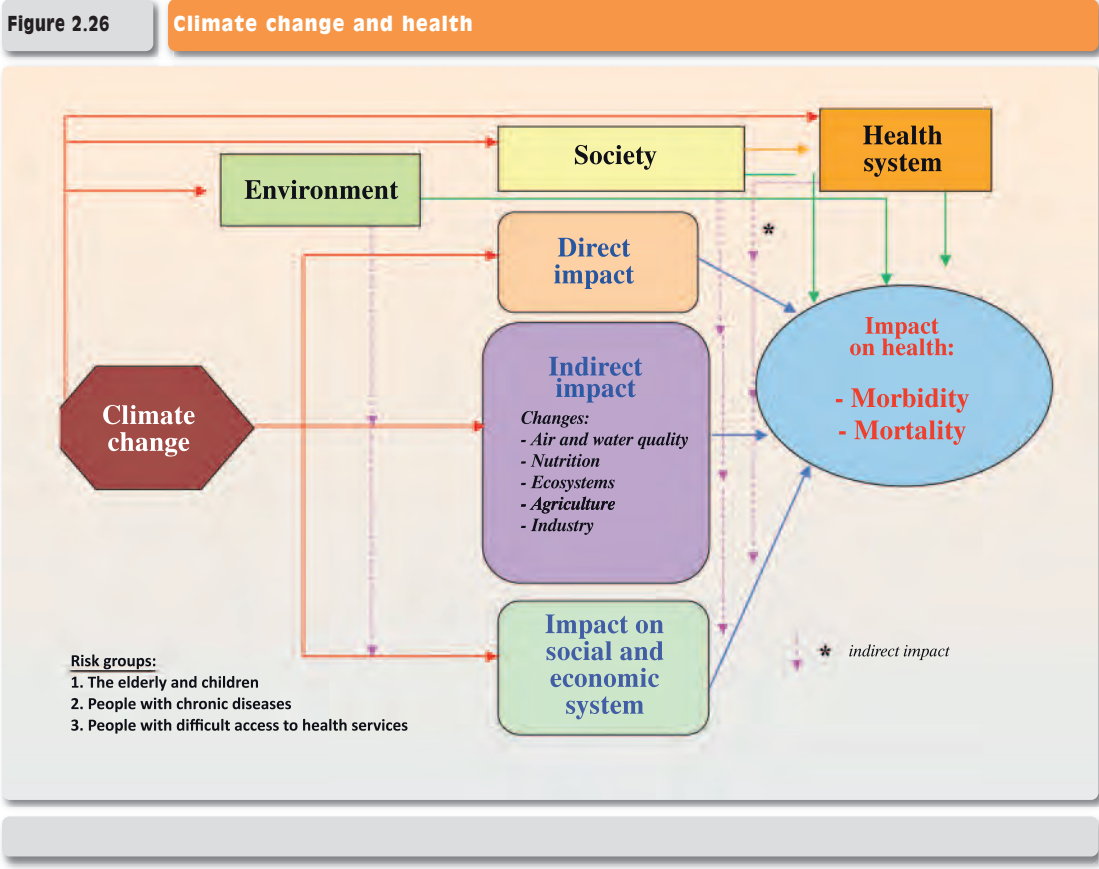 Figure 2.26
Climate change and health
Health
system
Society
Environment
*
Direct
impact
Impact
on health:
- Morbidity
- Mortality
Indirect
impact
Changes:
- Air and water quality
- Nutrition
- Ecosystems
- Agriculture
- Industry
Climate
change
Impact on
social and
economic
system
* indirect impact
Risk groups:
1. The elderly and children
2. People with chronic diseases
3. People with difficult access to health services